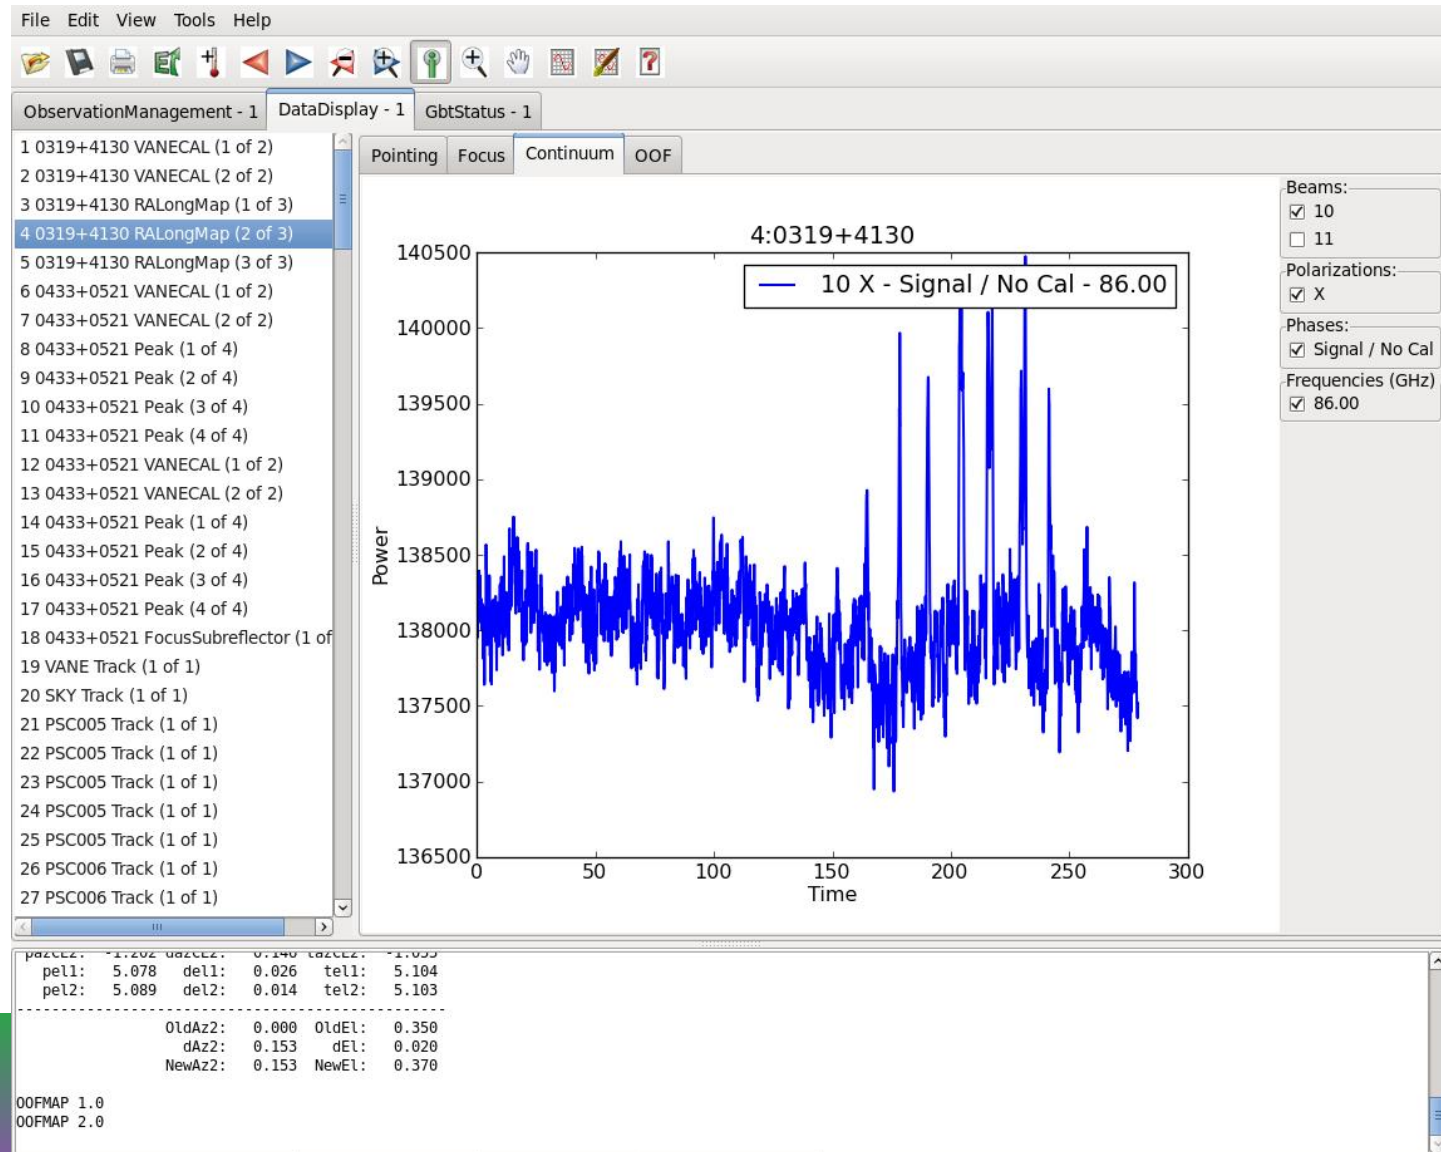 File Edit View Tools Help
ObservationManagement - 1 DataDisplay - 1 GbtStatus - 1
1 0319+4130 VANECAL (1 of 2)
2 0319+4130 VANECAL (2 of 2)
3 0319+4130 RALongMap (1 of 3)
4 0319+4130 RALongMap (2 of 3)
5 0319+4130 RALongMap (3 of 3)
6 0433+0521 VANECAL (1 of 2)
7 0433+0521 VANECAL (2 of 2)
8 0433+0521 Peak (1 of 4)
9 0433+0521 Peak (2 of 4)
10 0433+0521 Peak (3 of 4)
11 0433+0521 Peak (4 of 4)
12 0433+0521 VANECAL (1 of 2)
13 0433+0521 VANECAL (2 of 2)
14 0433+0521 Peak (1 of 4)
15 0433+0521 Peak (2 of 4)
16 0433+0521 Peak (3 of 4)
17 0433+0521 Peak (4 of 4)
18 0433+0521 FocusSubreflector (1 of
19 VANE Track (1 of 1)
20 SKY Track (1 of 1)
21 PSC005 Track (1 of 1)
22 PSC005 Track (1 of 1)
23 PSC005 Track (1 of 1)
24 PSC005 Track (1 of 1)
25 PSC005 Track (1 of 1)
26 PSC006 Track (1 of 1)
27 PSC006 Track (1 of 1)
Pointing Focus Continuum OOF
4:0319+4130
10 X - Signal / No Cal - 86.00
140500
140000
139500
139000
138500
138000
137500
137000
136500
Power
0 50 100 150 200 250 300
Time
Beams:
10
11
Polarizations:
X
Phases:
Signal / No Cal
Frequencies (GHz)
86.00
pel1: 5.078 del1: 0.026 tel1: 5.104
pel2: 5.089 del2: 0.014 tel2: 5.103
OldAz2: 0.000 OldEl: 0.350
dAz2: 0.153 dEl: 0.020
NewAz2: 0.153 NewEl: 0.370
OOFMAP 1.0
OOFMAP 2.0